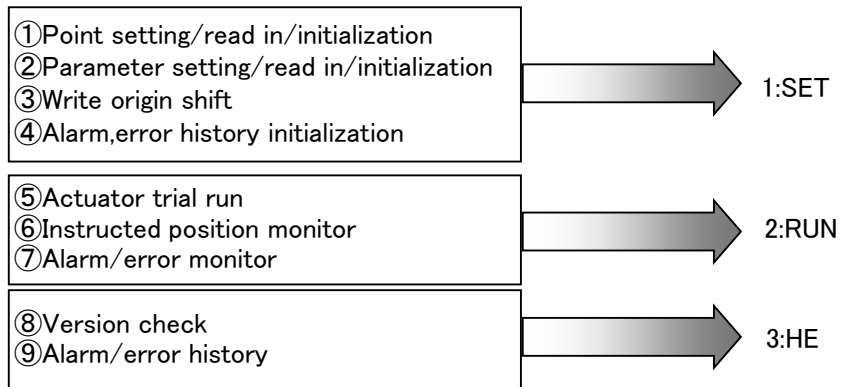 ①Point setting/read in/initialization
②Parameter setting/read in/initialization
③Write origin shift
④Alarm,error history initialization
1:SET
⑤Actuator trial run
⑥Instructed position monitor
⑦Alarm/error monitor
2:RUN
⑧Version check
⑨Alarm/error history
3:HE